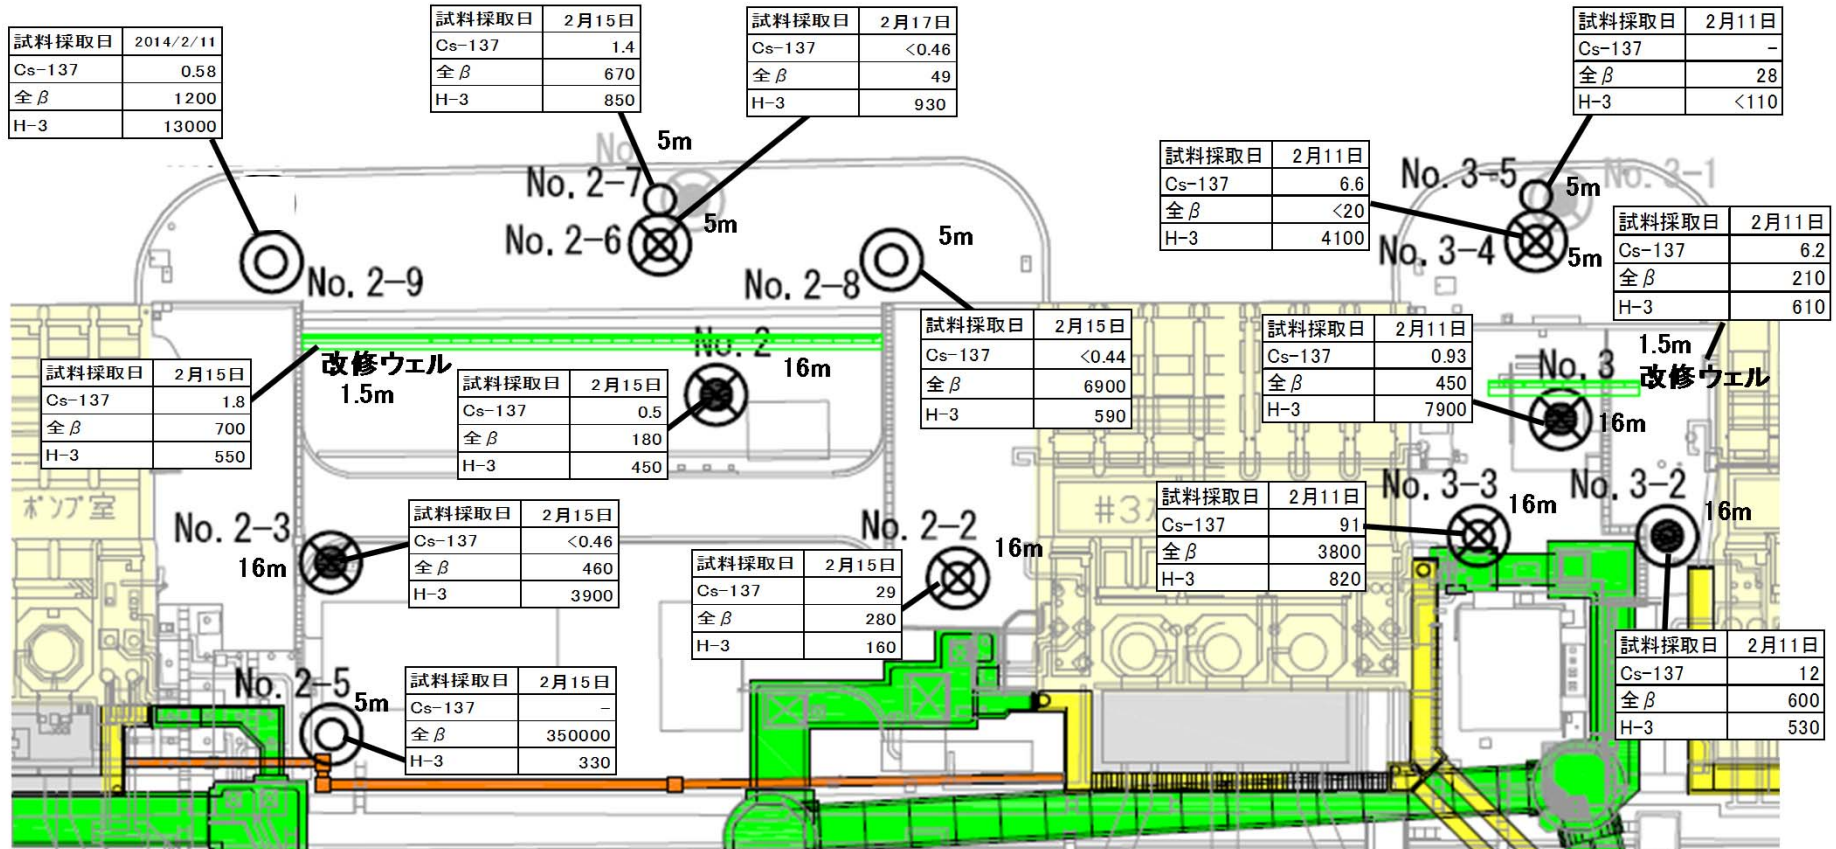 試料採取日 2014/2/11
Cs-137 0.58
全β 1200
H-3 13000
試料採取日 2月15日
Cs-137 1.4
全β 670
H-3 850
試料採取日 2月17日
Cs-137 <0.46
全β 49
H-3 930
試料採取日 2月11日
Cs-137 -
全β 28
H-3 <110
試料採取日 2月11日
Cs-137 6.6
全β <20
H-3 4100
試料採取日 2月11日
Cs-137 6.2
全β 210
H-3 610
No
5m
No. 2-7
No. 2-6
5m
No. 2-9
No. 2-8
5m
No. 3-5
5m
No. 3-1
No. 3-4
5m
試料採取日 2月15日
Cs-137 1.8
全β 700
H-3 550
改修ウェル
1.5m
試料採取日 2月15日
Cs-137 0.5
全β 180
H-3 450
No. 2
16m
試料採取日 2月15日
Cs-137 <0.44
全β 6900
H-3 590
試料採取日 2月11日
Cs-137 0.93
全β 450
H-3 7900
No. 3
16m
1.5m
改修ウェル
ポンプ室
No. 2-3
16m
試料採取日 2月15日
Cs-137 <0.46
全β 460
H-3 3900
No. 2-2
16m
試料採取日 2月15日
Cs-137 29
全β 280
H-3 160
#3
試料採取日 2月11日
Cs-137 91
全β 3800
H-3 820
No. 3-3
16m
No. 3-2
16m
No. 2-5
5m
試料採取日 2月15日
Cs-137 -
全β 350000
H-3 330
試料採取日 2月11日
Cs-137 12
全β 600
H-3 530